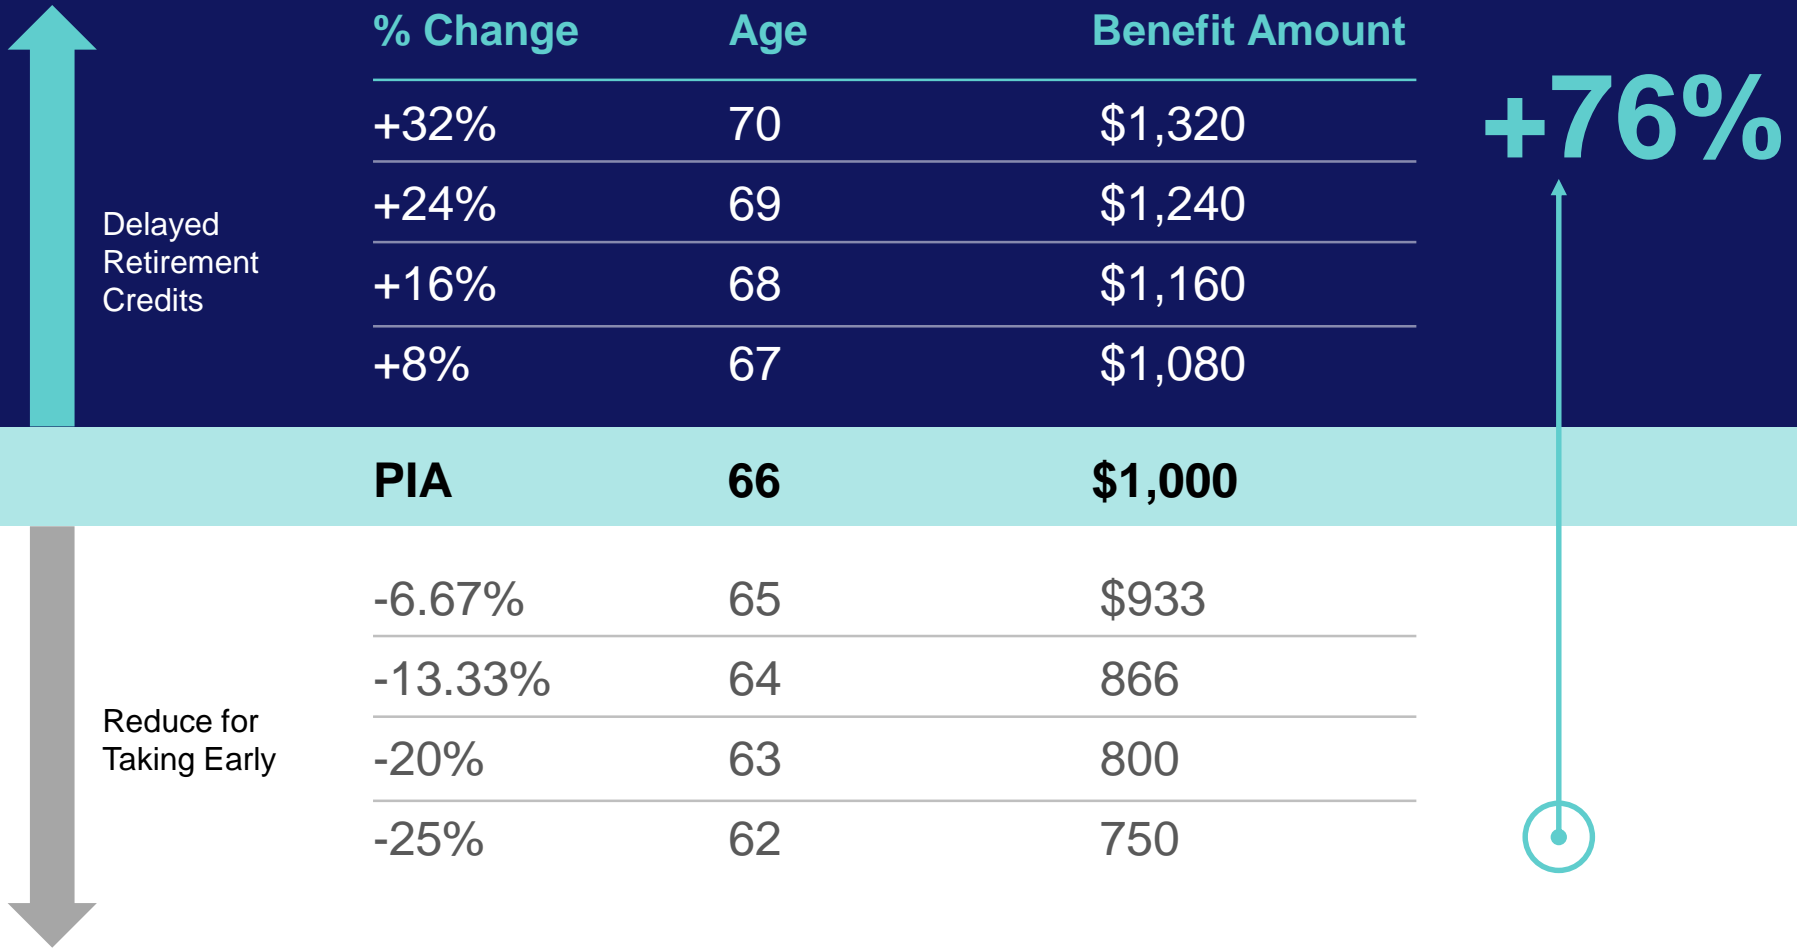 % Change Age Benefit Amount
+32% 70 $1,320
+76%
+24% 69 $1,240
+16% 68 $1,160
+8% 67 $1,080
Delayed
Retirement
Credits
PIA 66 $1,000
-6.67% 65 $933
-13.33% 64 866
-20% 63 800
-25% 62 750
Reduce for
Taking Early